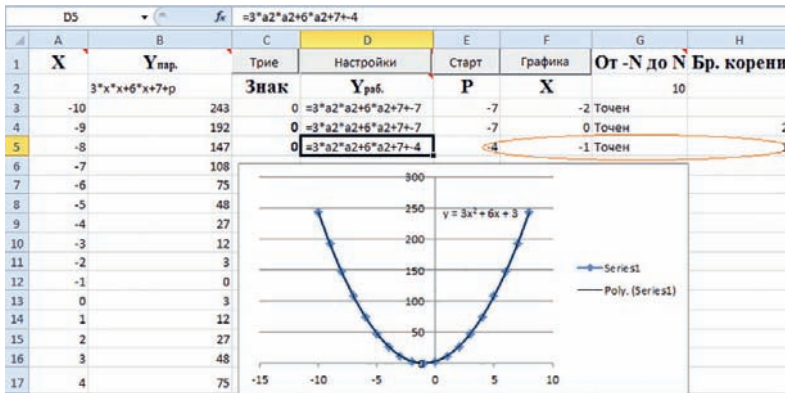 D5 fx =3*a2*a2+6*a2+7+-4
A B C D E F G H
1 X Yпар. Трие Настройки Старт Графика От -N до N Бр. корени
2 3*x*x+6*x+7+p Знак Yраб. P X 10
3 -10 243 0 =3*a2*a2+6*a2+7+-7 -7 -2 Точен
4 -9 192 0 =3*a2*a2+6*a2+7+-7 -7 0 Точен 2
5 -8 147 0 =3*a2*a2+6*a2+7+-4 -4 -1 Точен 1
6 -7 108
7 -6 75
8 -5 48
9 -4 27
10 -3 12
11 -2 3
12 -1 0
13 0 3
14 1 12
15 2 27
16 3 48
17 4 75
300
250
y = 3x² + 6x + 3
200
150
Series1
Poly. (Series1)
100
50
0
-15 -10 -5 0 5 10